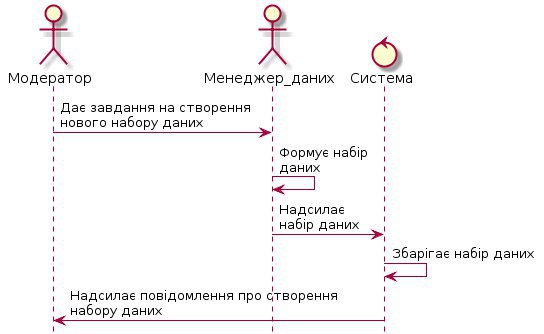 Модератор
Менеджер_даних
Система
Дає завдання на створення
нового набору даних
Формує набір
даних
Надсилає
набір даних
Збарігає набір даних
Надсилає повідомлення про створення
набору даних